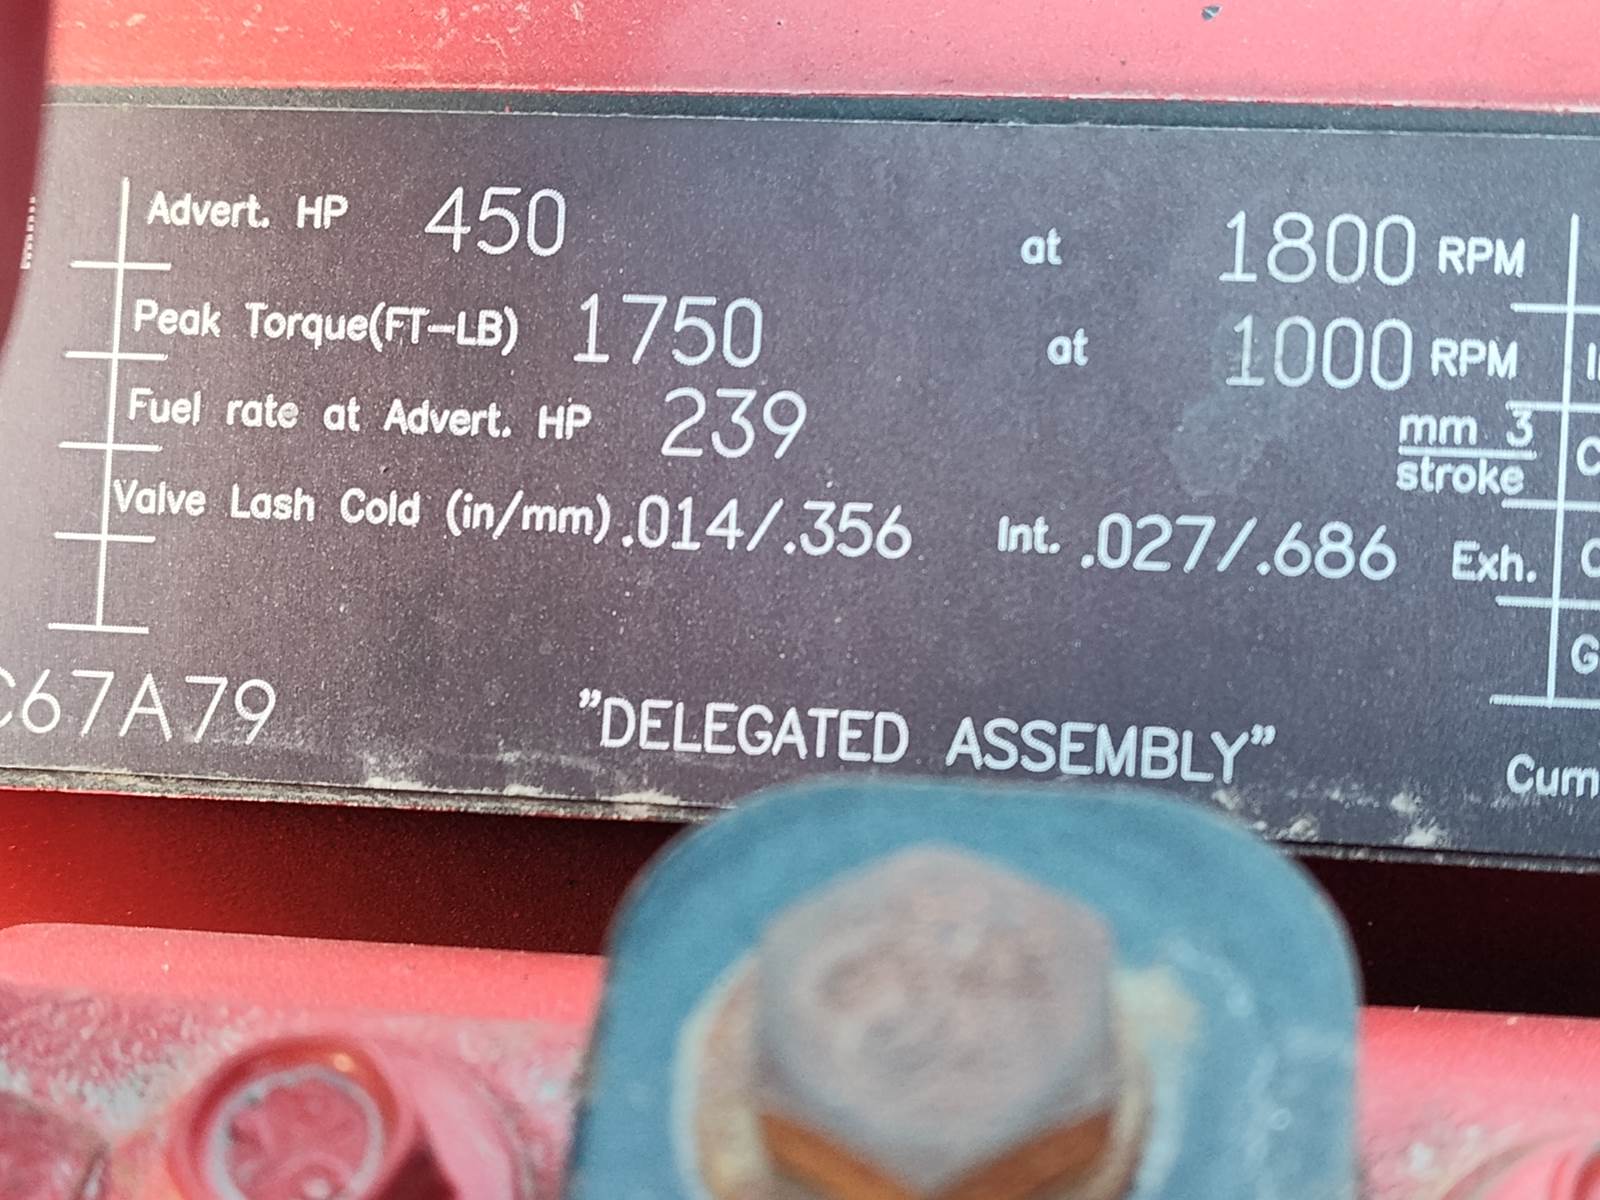 Advert. HP 450 at 1800 RPM
Peak Torque(FT-LB) 1750 at 1000 RPM
Fuel rate at Advert. HP 239 mm 3
stroke
Valve Lash Cold (in/mm) .014/.356 Int. .027/.686 Exh.
C67A79 "DELEGATED ASSEMBLY" Cum